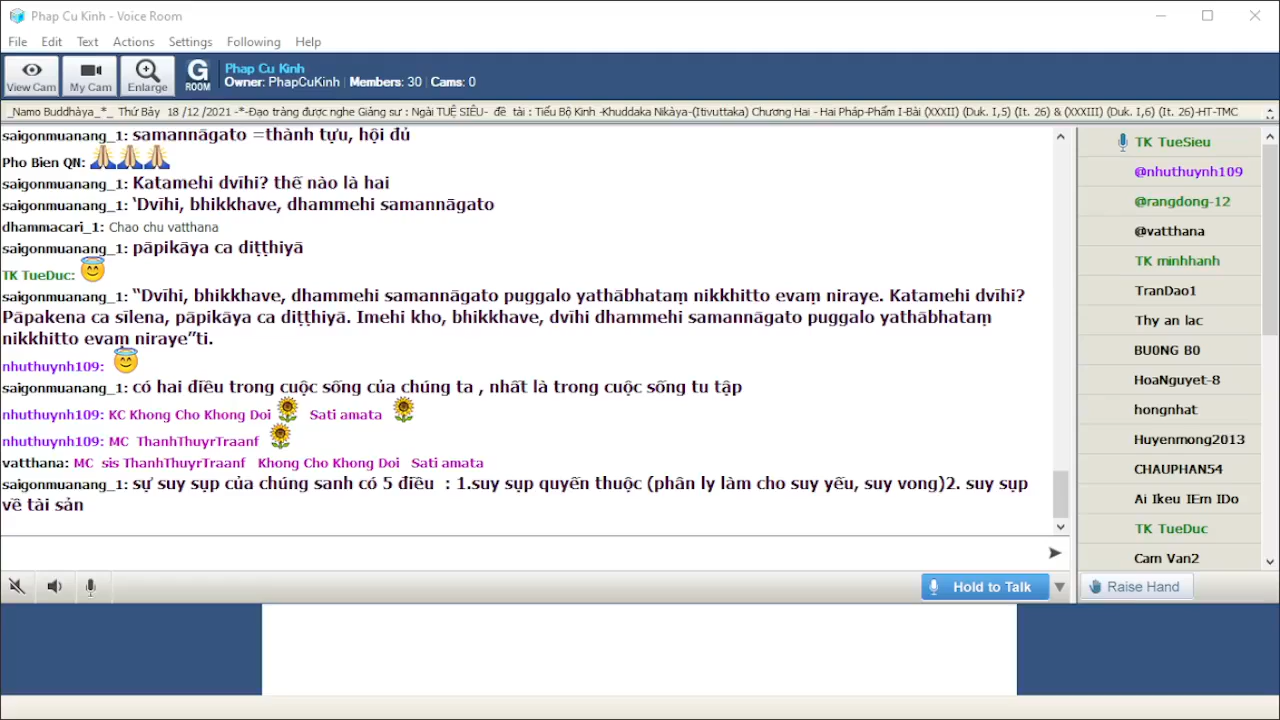 Phap Cu Kinh - Voice Room
File Edit Text Actions Settings Following Help
View Cam My Cam Enlarge G ROOM
Phap Cu Kinh
Owner: PhapCuKinh Members: 30 Cams: 0
_Namo Buddhàya_*_ Thứ Bảy 18 /12 /2021 -*-Đạo tràng được nghe Giảng sư : Ngài TUỆ SIÊU- đề tài : Tiểu Bộ Kinh -Khuddaka Nikàya-(Itivuttaka) Chương Hai - Hai Pháp-Phẩm I-Bài (XXXII) (Duk. I,5) (It. 26) & (XXXIII) (Duk. I,6) (It. 26)-HT-TMC
saigonmuanang_1: samannāgato =thành tựu, hội đủ
Pho Bien QN:
saigonmuanang_1: Katamehi dvīhi? thế nào là hai
saigonmuanang_1: ‘Dvīhi, bhikkhave, dhammehi samannāgato
dhammacari_1: Chao chu vatthana
saigonmuanang_1: pāpikāya ca diṭṭhiyā
TK TueDuc:
saigonmuanang_1: “Dvīhi, bhikkhave, dhammehi samannāgato puggalo yathābhataṃ nikkhitto evaṃ niraye. Katamehi dvīhi?
Pāpakena ca sīlena, pāpikāya ca diṭṭhiyā. Imehi kho, bhikkhave, dvīhi dhammehi samannāgato puggalo yathābhataṃ
nikkhitto evaṃ niraye”ti.
nhuthuynh109:
saigonmuanang_1: có hai điều trong cuộc sống của chúng ta , nhất là trong cuộc sống tu tập
nhuthuynh109: KC Khong Cho Khong Doi Sati amata
nhuthuynh109: MC ThanhThuyrTraanf
vatthana: MC sis ThanhThuyrTraanf Khong Cho Khong Doi Sati amata
saigonmuanang_1: sự suy sụp của chúng sanh có 5 điều : 1.suy sụp quyến thuộc (phân ly làm cho suy yếu, suy vong)2. suy sụp
về tài sản
TK TueSieu
@nhuthuynh109
@rangdong-12
@vatthana
TK minhhanh
TranDao1
Thy an lac
BU0NG B0
HoaNguyet-8
hongnhat
Huyenmong2013
CHAUPHAN54
Ai Ikeu IEm IDo
TK TueDuc
Cam Van2
Hold to Talk
Raise Hand